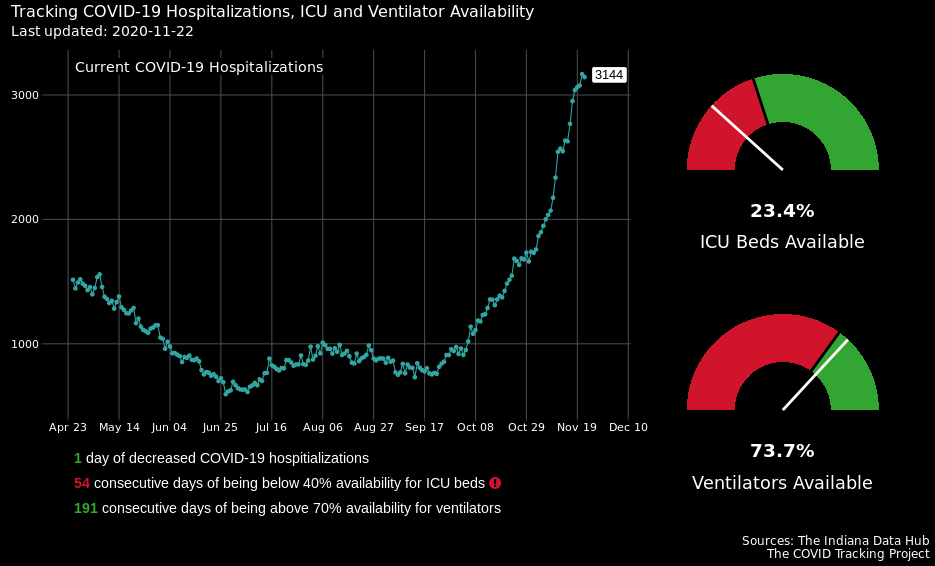 Tracking COVID-19 Hospitalizations, ICU and Ventilator Availability
Last updated: 2020-11-22
Current COVID-19 Hospitalizations
3144
3000
2000
1000
Apr 23 May 14 Jun 04 Jun 25 Jul 16 Aug 06 Aug 27 Sep 17 Oct 08 Oct 29 Nov 19 Dec 10
23.4%
ICU Beds Available
73.7%
Ventilators Available
1 day of decreased COVID-19 hospitializations
54 consecutive days of being below 40% availability for ICU beds
191 consecutive days of being above 70% availability for ventilators
Sources: The Indiana Data Hub
The COVID Tracking Project